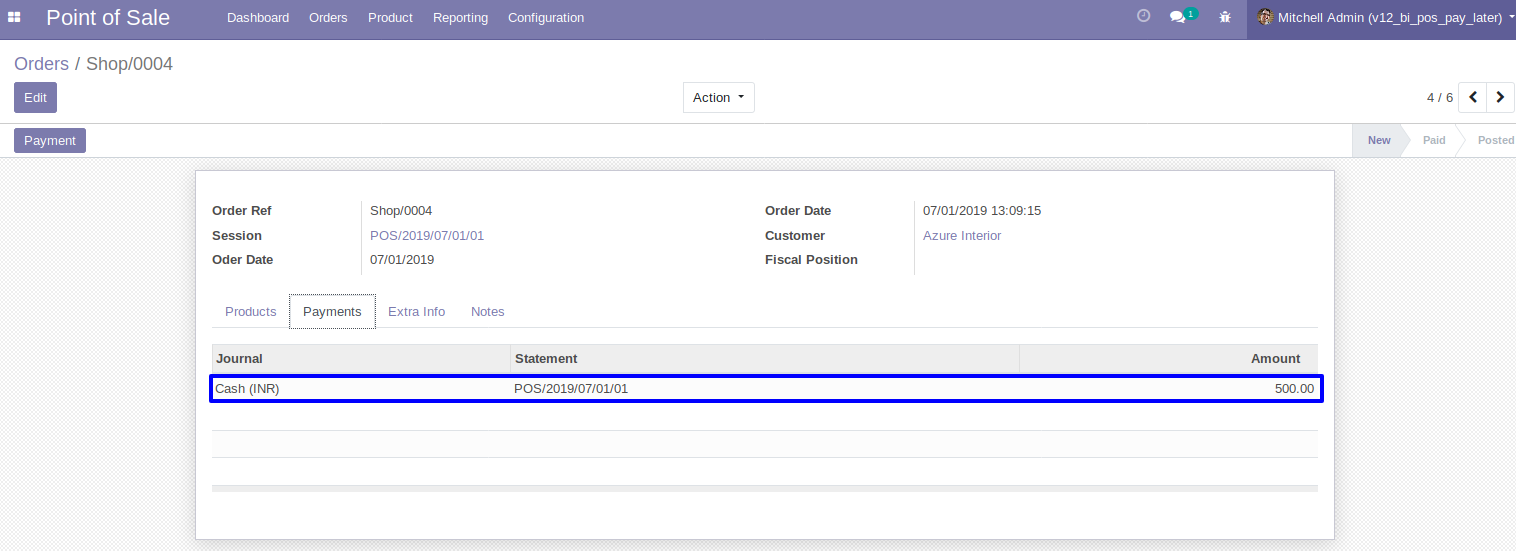 Point of Sale Dashboard Orders Product Reporting Configuration 1 Mitchell Admin (v12_bi_pos_pay_later)
Orders / Shop/0004
Edit Action 4 / 6
Payment New Paid Posted
Order Ref Shop/0004 Order Date 07/01/2019 13:09:15
Session POS/2019/07/01/01 Customer Azure Interior
Oder Date 07/01/2019 Fiscal Position
Products Payments Extra Info Notes
Journal Statement Amount
Cash (INR) POS/2019/07/01/01 500.00